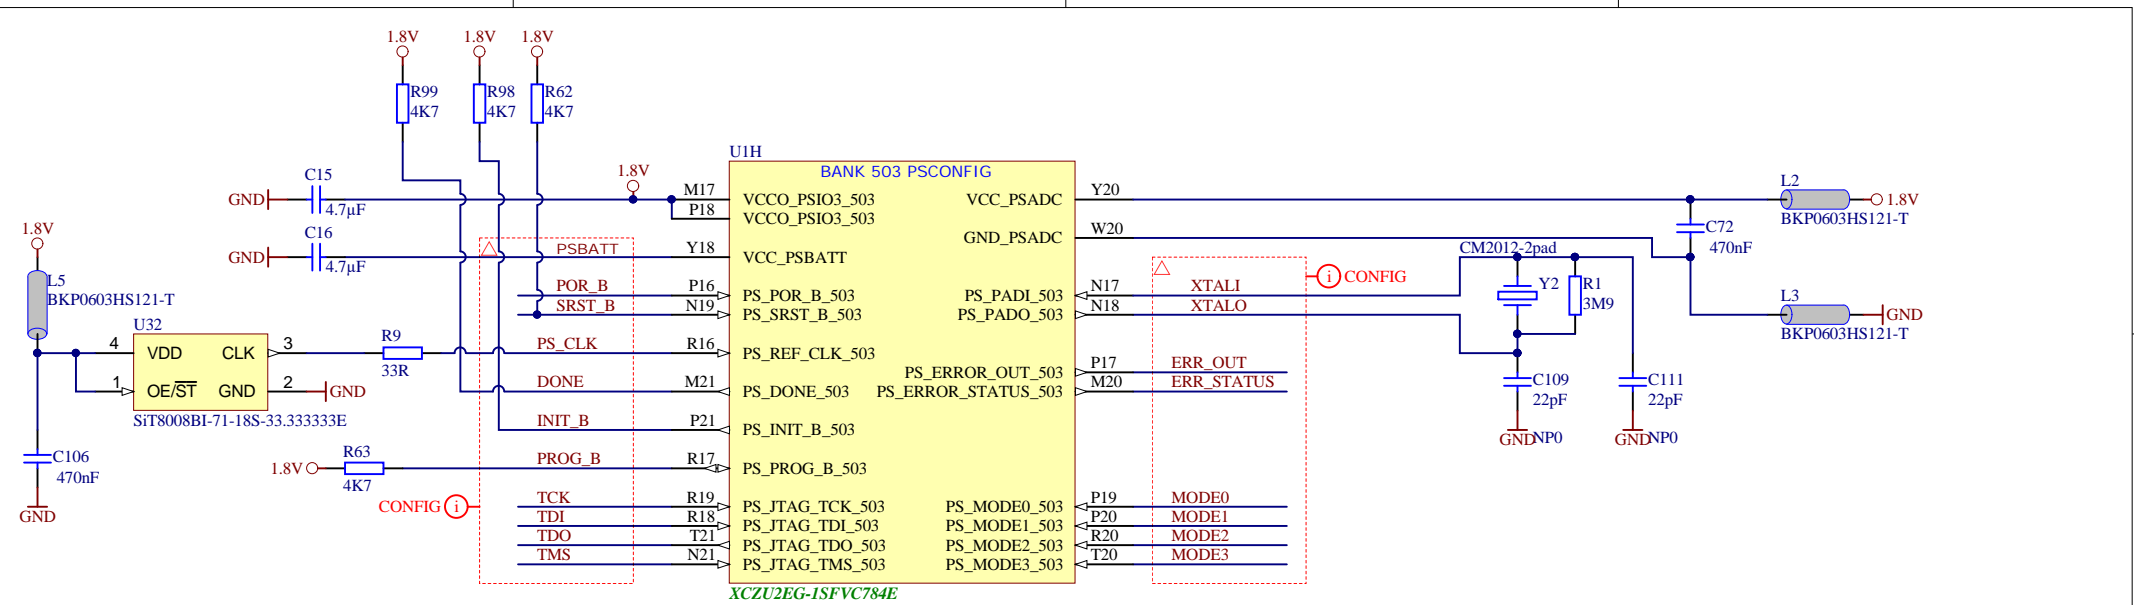 1.8V 1.8V 1.8V
R99 R98 R62
4K7 4K7 4K7
U1H
BANK 503 PSCONFIG
C15
4.7µF
GND
1.8V
M17 VCCO_PSIO3_503
P18 VCCO_PSIO3_503
C16
4.7µF
GND
PSBATT
Y18 VCC_PSBATT
POR_B P16 PS_POR_B_503
SRST_B N19 PS_SRST_B_503
1.8V
L5
BKP0603HS121-T
U32
4 VDD CLK 3
1 OE/ST GND 2
GND
SiT8008BI-71-18S-33.333333E
R9
33R
PS_CLK R16 PS_REF_CLK_503
DONE M21 PS_DONE_503
INIT_B P21 PS_INIT_B_503
1.8V
R63
4K7
PROG_B R17 PS_PROG_B_503
C106
470nF
GND
CONFIG i
TCK R19 PS_JTAG_TCK_503
TDI R18 PS_JTAG_TDI_503
TDO T21 PS_JTAG_TDO_503
TMS N21 PS_JTAG_TMS_503
XCZU2EG-1SFVC784E
VCC_PSADC Y20
GND_PSADC W20
PS_PADI_503 N17 XTALI
PS_PADO_503 N18 XTALO
PS_ERROR_OUT_503 P17 ERR_OUT
PS_ERROR_STATUS_503 M20 ERR_STATUS
PS_MODE0_503 P19 MODE0
PS_MODE1_503 P20 MODE1
PS_MODE2_503 R20 MODE2
PS_MODE3_503 T20 MODE3
i CONFIG
CM2012-2pad
Y2
R1
3M9
C109
22pF
GND NP0
C111
22pF
GND NP0
C72
470nF
L2
BKP0603HS121-T
1.8V
L3
BKP0603HS121-T
GND